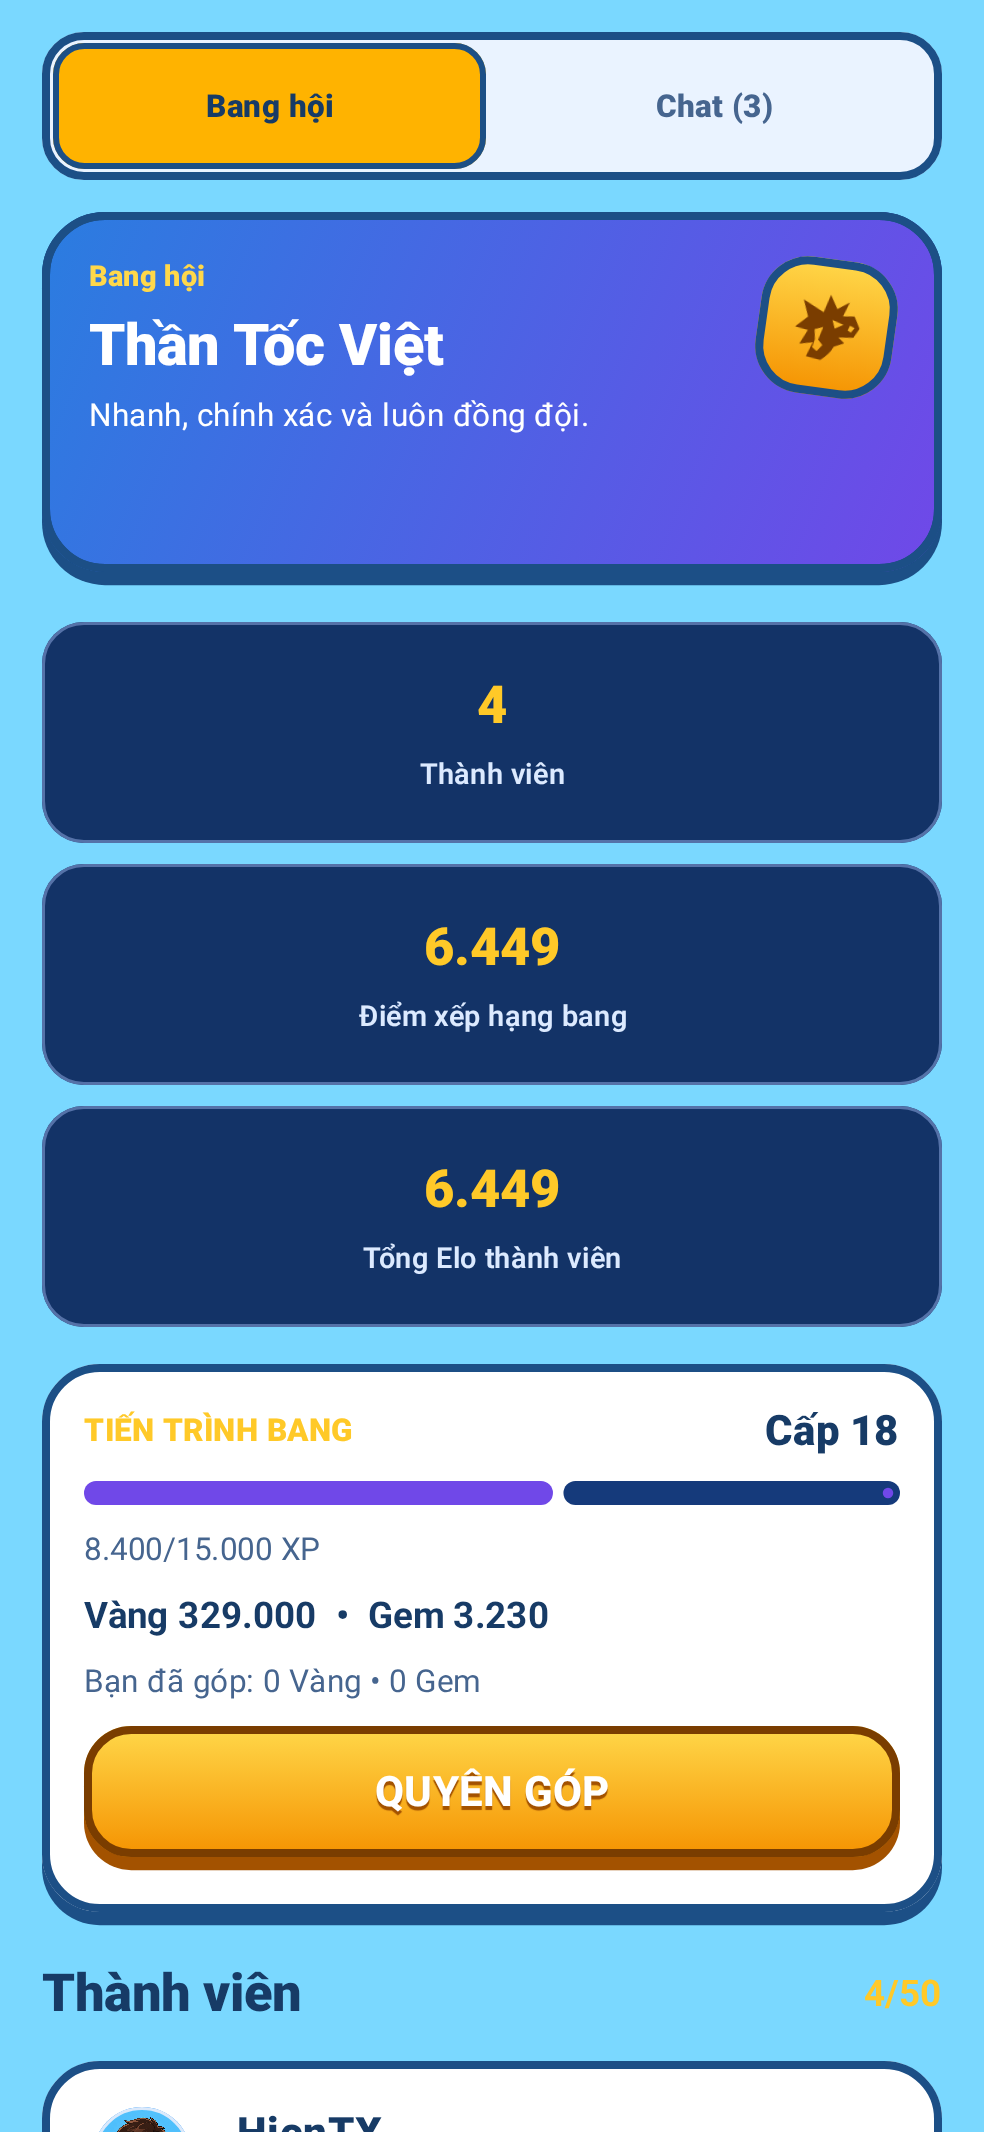 Bang hội
Chat (3)
Bang hội
Thần Tốc Việt
Nhanh, chính xác và luôn đồng đội.
4
Thành viên
6.449
Điểm xếp hạng bang
6.449
Tổng Elo thành viên
TIẾN TRÌNH BANG
Cấp 18
8.400/15.000 XP
Vàng 329.000 • Gem 3.230
Bạn đã góp: 0 Vàng • 0 Gem
QUYÊN GÓP
Thành viên
4/50
HienTX